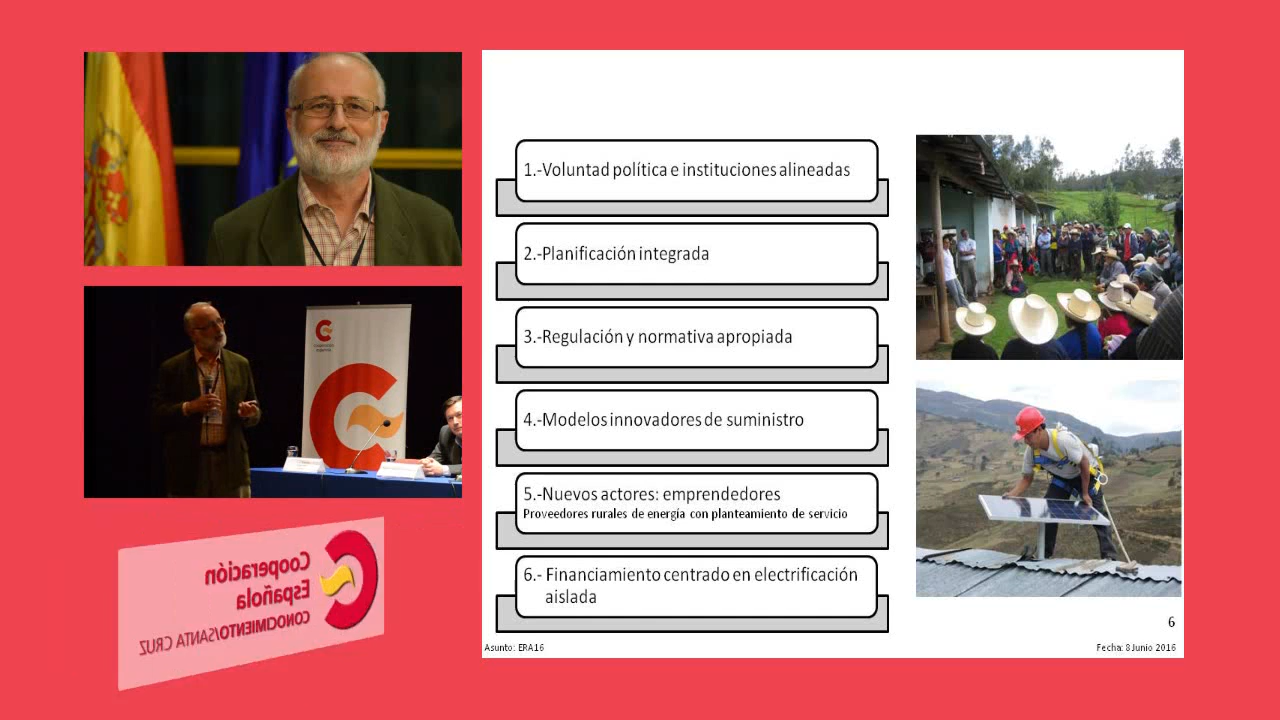 1.-Voluntad política e instituciones alineadas
2.-Planificación integrada
3.-Regulación y normativa apropiada
4.-Modelos innovadores de suministro
5.-Nuevos actores: emprendedores
Proveedores rurales de energía con planteamiento de servicio
6.- Financiamiento centrado en electrificación
aislada
6
Asunto: ERA16
Fecha: 8 Junio 2016
Cooperación
Española
CONOCIMIENTO/SANTA CRUZ